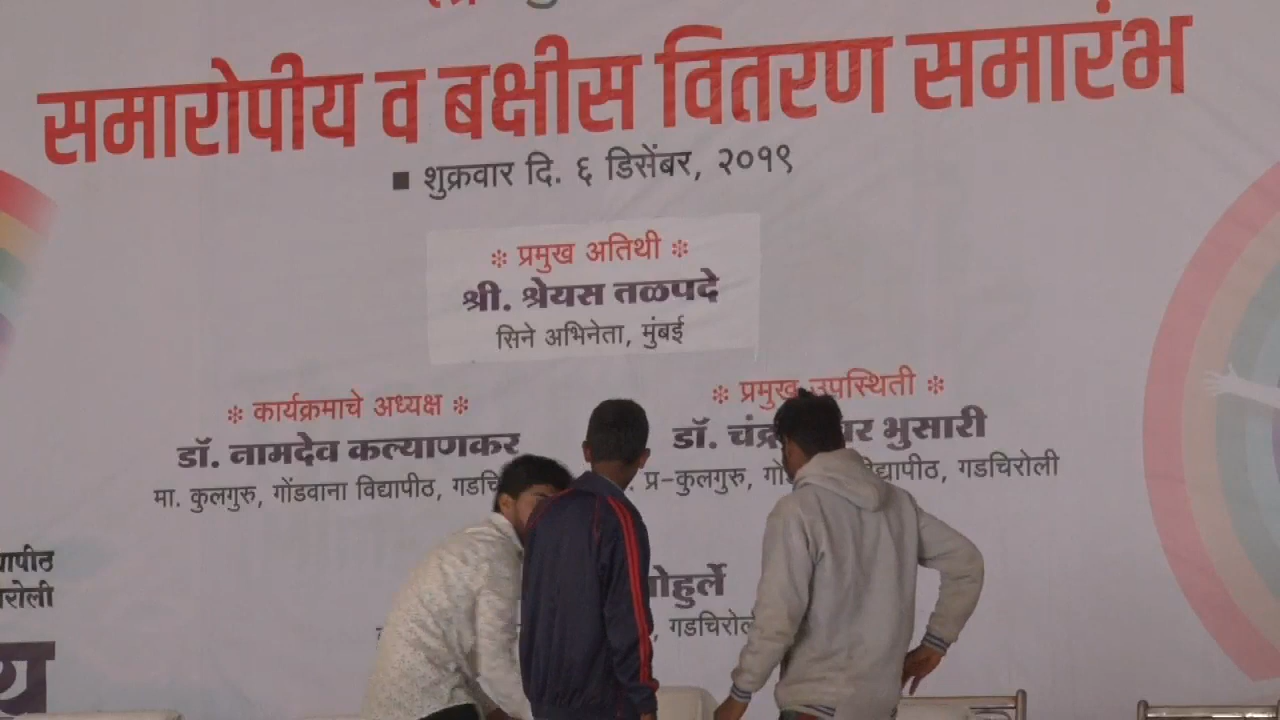 समारोपीय व बक्षीस वितरण समारंभ
■ शुक्रवार दि. ६ डिसेंबर, २०१९
❊ प्रमुख अतिथी ❊
श्री. श्रेयस तळपदे
सिने अभिनेता, मुंबई
❊ कार्यक्रमाचे अध्यक्ष ❊
डॉ. नामदेव कल्याणकर
मा. कुलगुरू, गोंडवाना विद्यापीठ,
❊ प्रमुख उपस्थिती ❊
डॉ. भुसारी
प्र-कुलगुरू, गडचिरोली